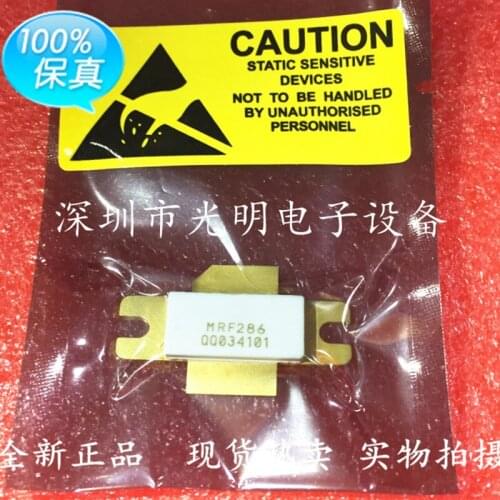 100%
保真
CAUTION
STATIC SENSITIVE
DEVICES
NOT TO BE HANDLED
BY UNAUTHORISED
PERSONNEL
深圳市光明电子设备
MRF286
QQ034101
全新正品 现货热卖 实物拍摄